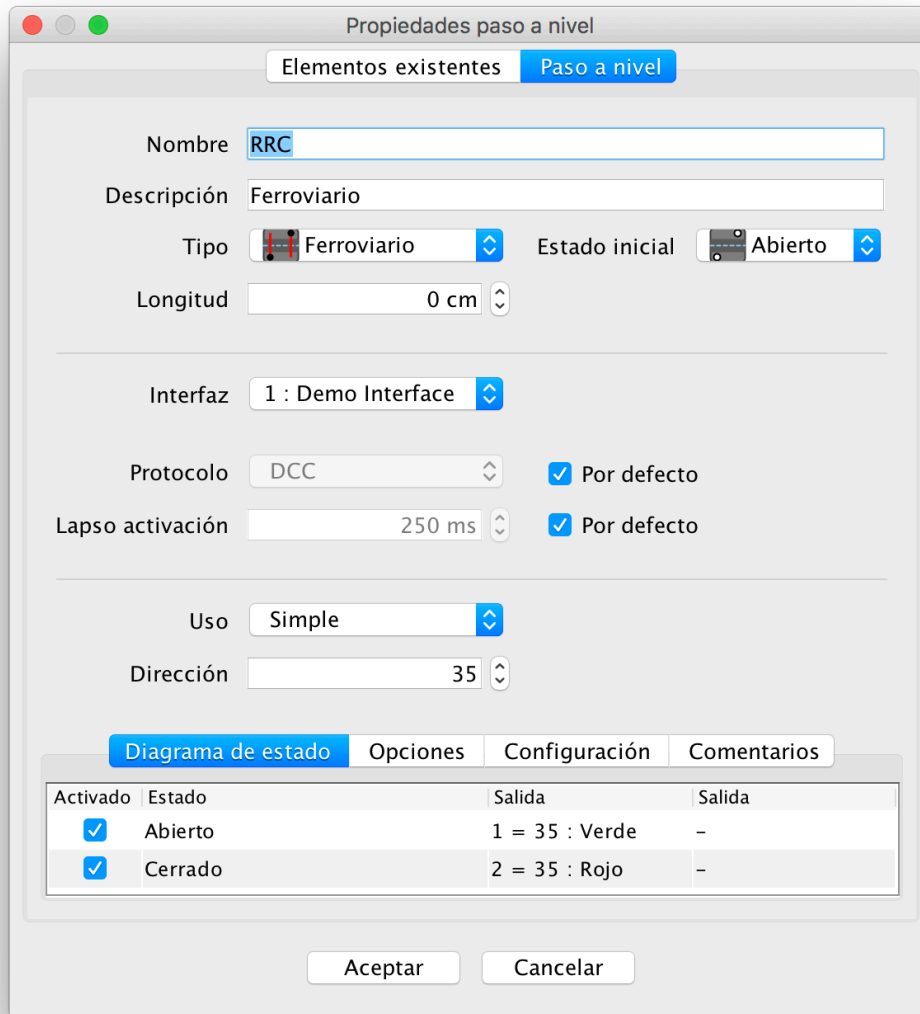 Propiedades paso a nivel
Elementos existentes Paso a nivel
Nombre RRC
Descripción Ferroviario
Tipo Ferroviario Estado inicial Abierto
Longitud 0 cm
Interfaz 1 : Demo Interface
Protocolo DCC Por defecto
Lapso activación 250 ms Por defecto
Uso Simple
Dirección 35
Diagrama de estado Opciones Configuración Comentarios
Activado Estado Salida Salida
Abierto 1 = 35 : Verde –
Cerrado 2 = 35 : Rojo –
Aceptar Cancelar